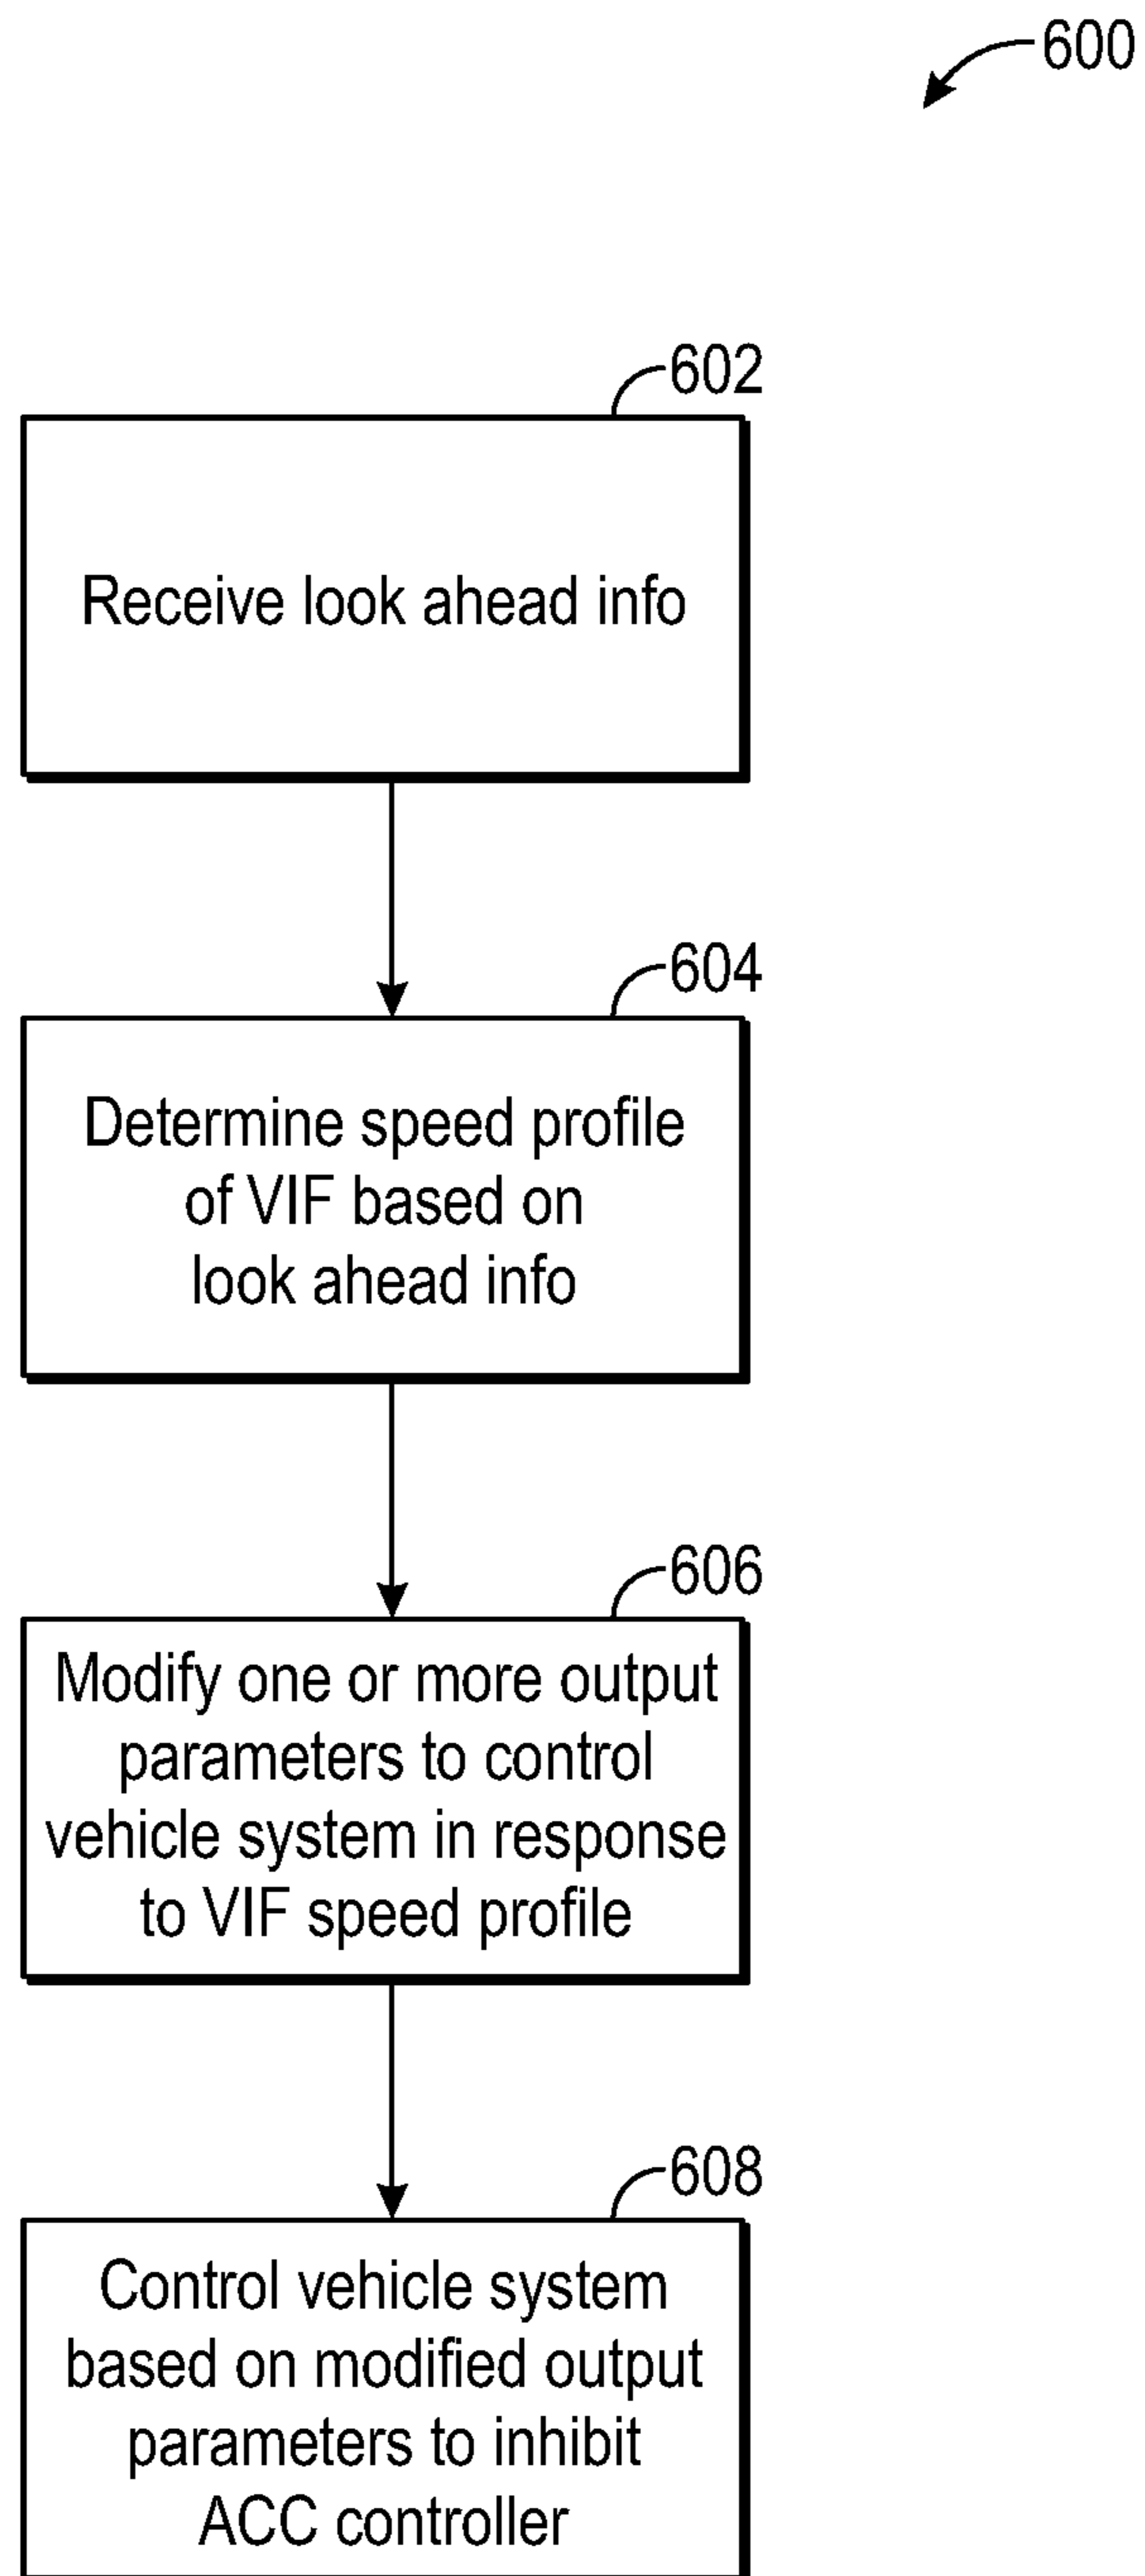 600
602
Receive look ahead info
604
Determine speed profile
of VIF based on
look ahead info
606
Modify one or more output
parameters to control
vehicle system in response
to VIF speed profile
608
Control vehicle system
based on modified output
parameters to inhibit
ACC controller